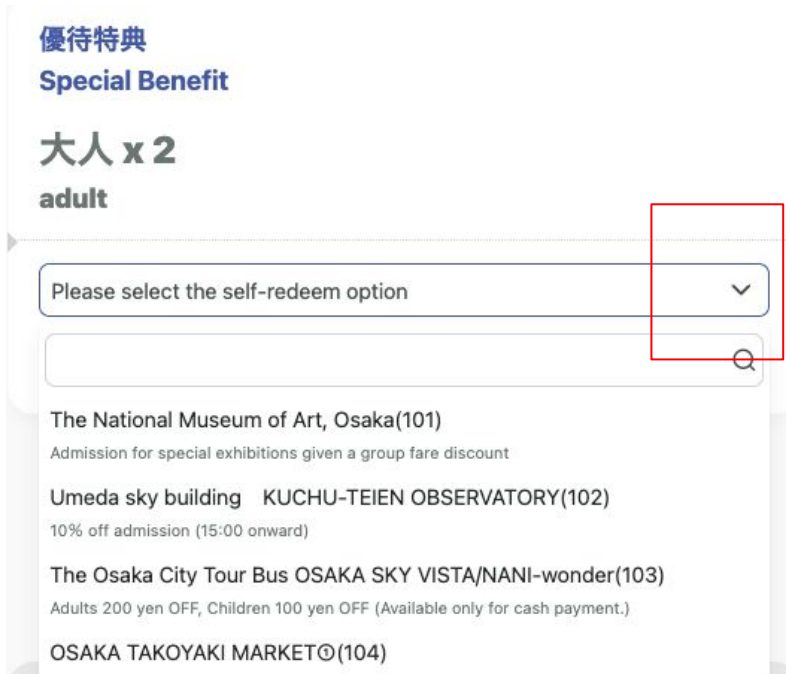 優待特典
Special Benefit
大人 x 2
adult
Please select the self-redeem option
The National Museum of Art, Osaka(101)
Admission for special exhibitions given a group fare discount
Umeda sky building　KUCHU-TEIEN OBSERVATORY(102)
10% off admission (15:00 onward)
The Osaka City Tour Bus OSAKA SKY VISTA/NANI-wonder(103)
Adults 200 yen OFF, Children 100 yen OFF (Available only for cash payment.)
OSAKA TAKOYAKI MARKET①(104)